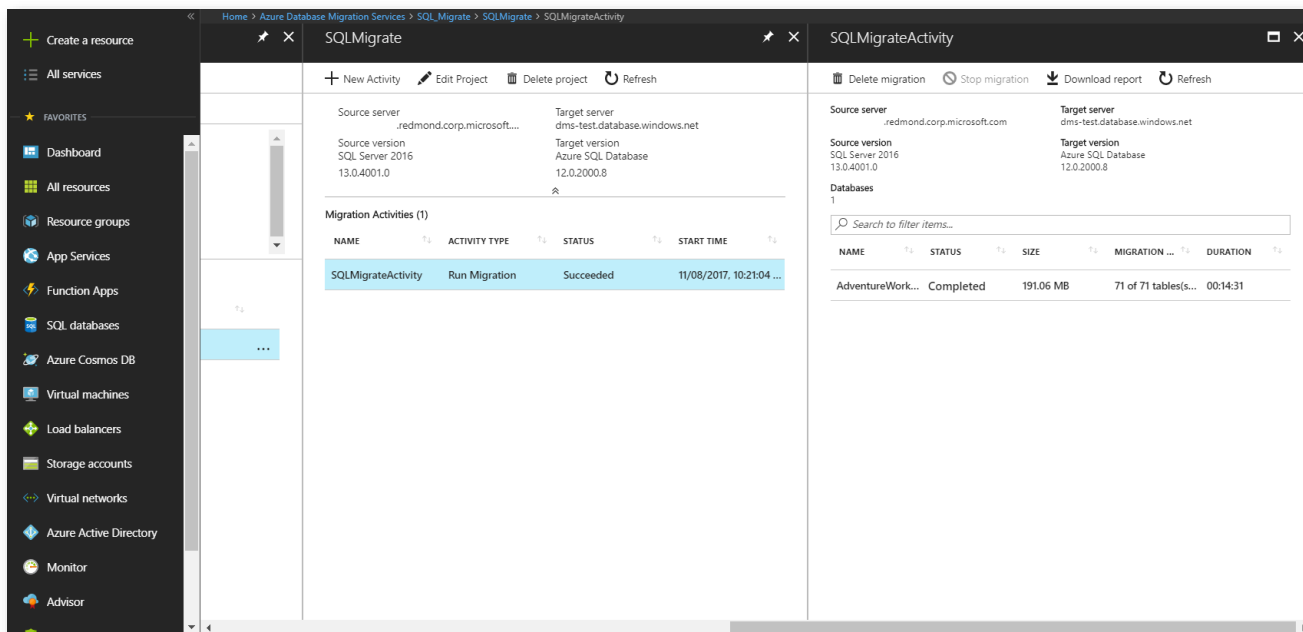 «
Home > Azure Database Migration Services > SQL_Migrate > SQLMigrate > SQLMigrateActivity
Create a resource
All services
FAVORITES
Dashboard
All resources
Resource groups
App Services
Function Apps
SQL databases
Azure Cosmos DB
Virtual machines
Load balancers
Storage accounts
Virtual networks
Azure Active Directory
Monitor
Advisor
...
SQLMigrate
New Activity Edit Project Delete project Refresh
Source server Target server
.redmond.corp.microsoft.... dms-test.database.windows.net
Source version Target version
SQL Server 2016 Azure SQL Database
13.0.4001.0 12.0.2000.8
Migration Activities (1)
NAME ACTIVITY TYPE STATUS START TIME
SQLMigrateActivity Run Migration Succeeded 11/08/2017, 10:21:04 ...
SQLMigrateActivity
Delete migration Stop migration Download report Refresh
Source server Target server
.redmond.corp.microsoft.com dms-test.database.windows.net
Source version Target version
SQL Server 2016 Azure SQL Database
13.0.4001.0 12.0.2000.8
Databases
1
Search to filter items...
NAME STATUS SIZE MIGRATION ... DURATION
AdventureWork... Completed 191.06 MB 71 of 71 tables(s... 00:14:31